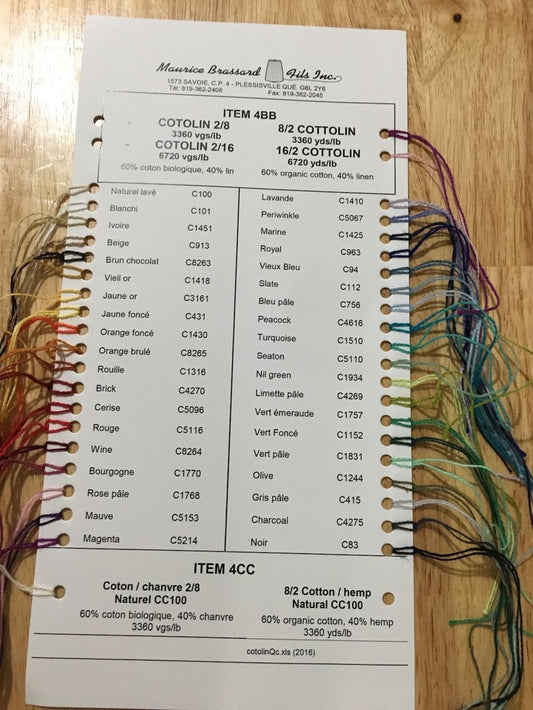 Maurice Brassard & Fils Inc.
1573 SAVOIE, C.P. 4 - PLESSISVILLE QUÉ. G6L 2Y6
Tél: 819-362-2408 Fax: 819-362-2045
ITEM 4BB
COTOLIN 2/8
3360 vgs/lb
COTOLIN 2/16
6720 vgs/lb
60% coton biologique, 40% lin
8/2 COTTOLIN
3360 yds/lb
16/2 COTTOLIN
6720 yds/lb
60% organic cotton, 40% linen
Naturel lavé C100
Blanchi C101
Ivoire C1451
Beige C913
Brun chocolat C8263
Vieil or C1418
Jaune or C3161
Jaune foncé C431
Orange foncé C1430
Orange brulé C8265
Rouille C1316
Brick C4270
Cerise C5096
Rouge C5116
Wine C8264
Bourgogne C1770
Rose pâle C1768
Mauve C5153
Magenta C5214
Lavande C1410
Periwinkle C5067
Marine C1425
Royal C963
Vieux Bleu C94
Slate C112
Bleu pâle C756
Peacock C4616
Turquoise C1510
Seaton C5110
Nil green C1934
Limette pâle C4269
Vert émeraude C1757
Vert Foncé C1152
Vert pâle C1831
Olive C1244
Gris pâle C415
Charcoal C4275
Noir C83
ITEM 4CC
Coton / chanvre 2/8
Naturel CC100
60% coton biologique, 40% chanvre
3360 vgs/lb
8/2 Cotton / hemp
Natural CC100
60% organic cotton, 40% hemp
3360 yds/lb
cotolinQc.xls (2016)